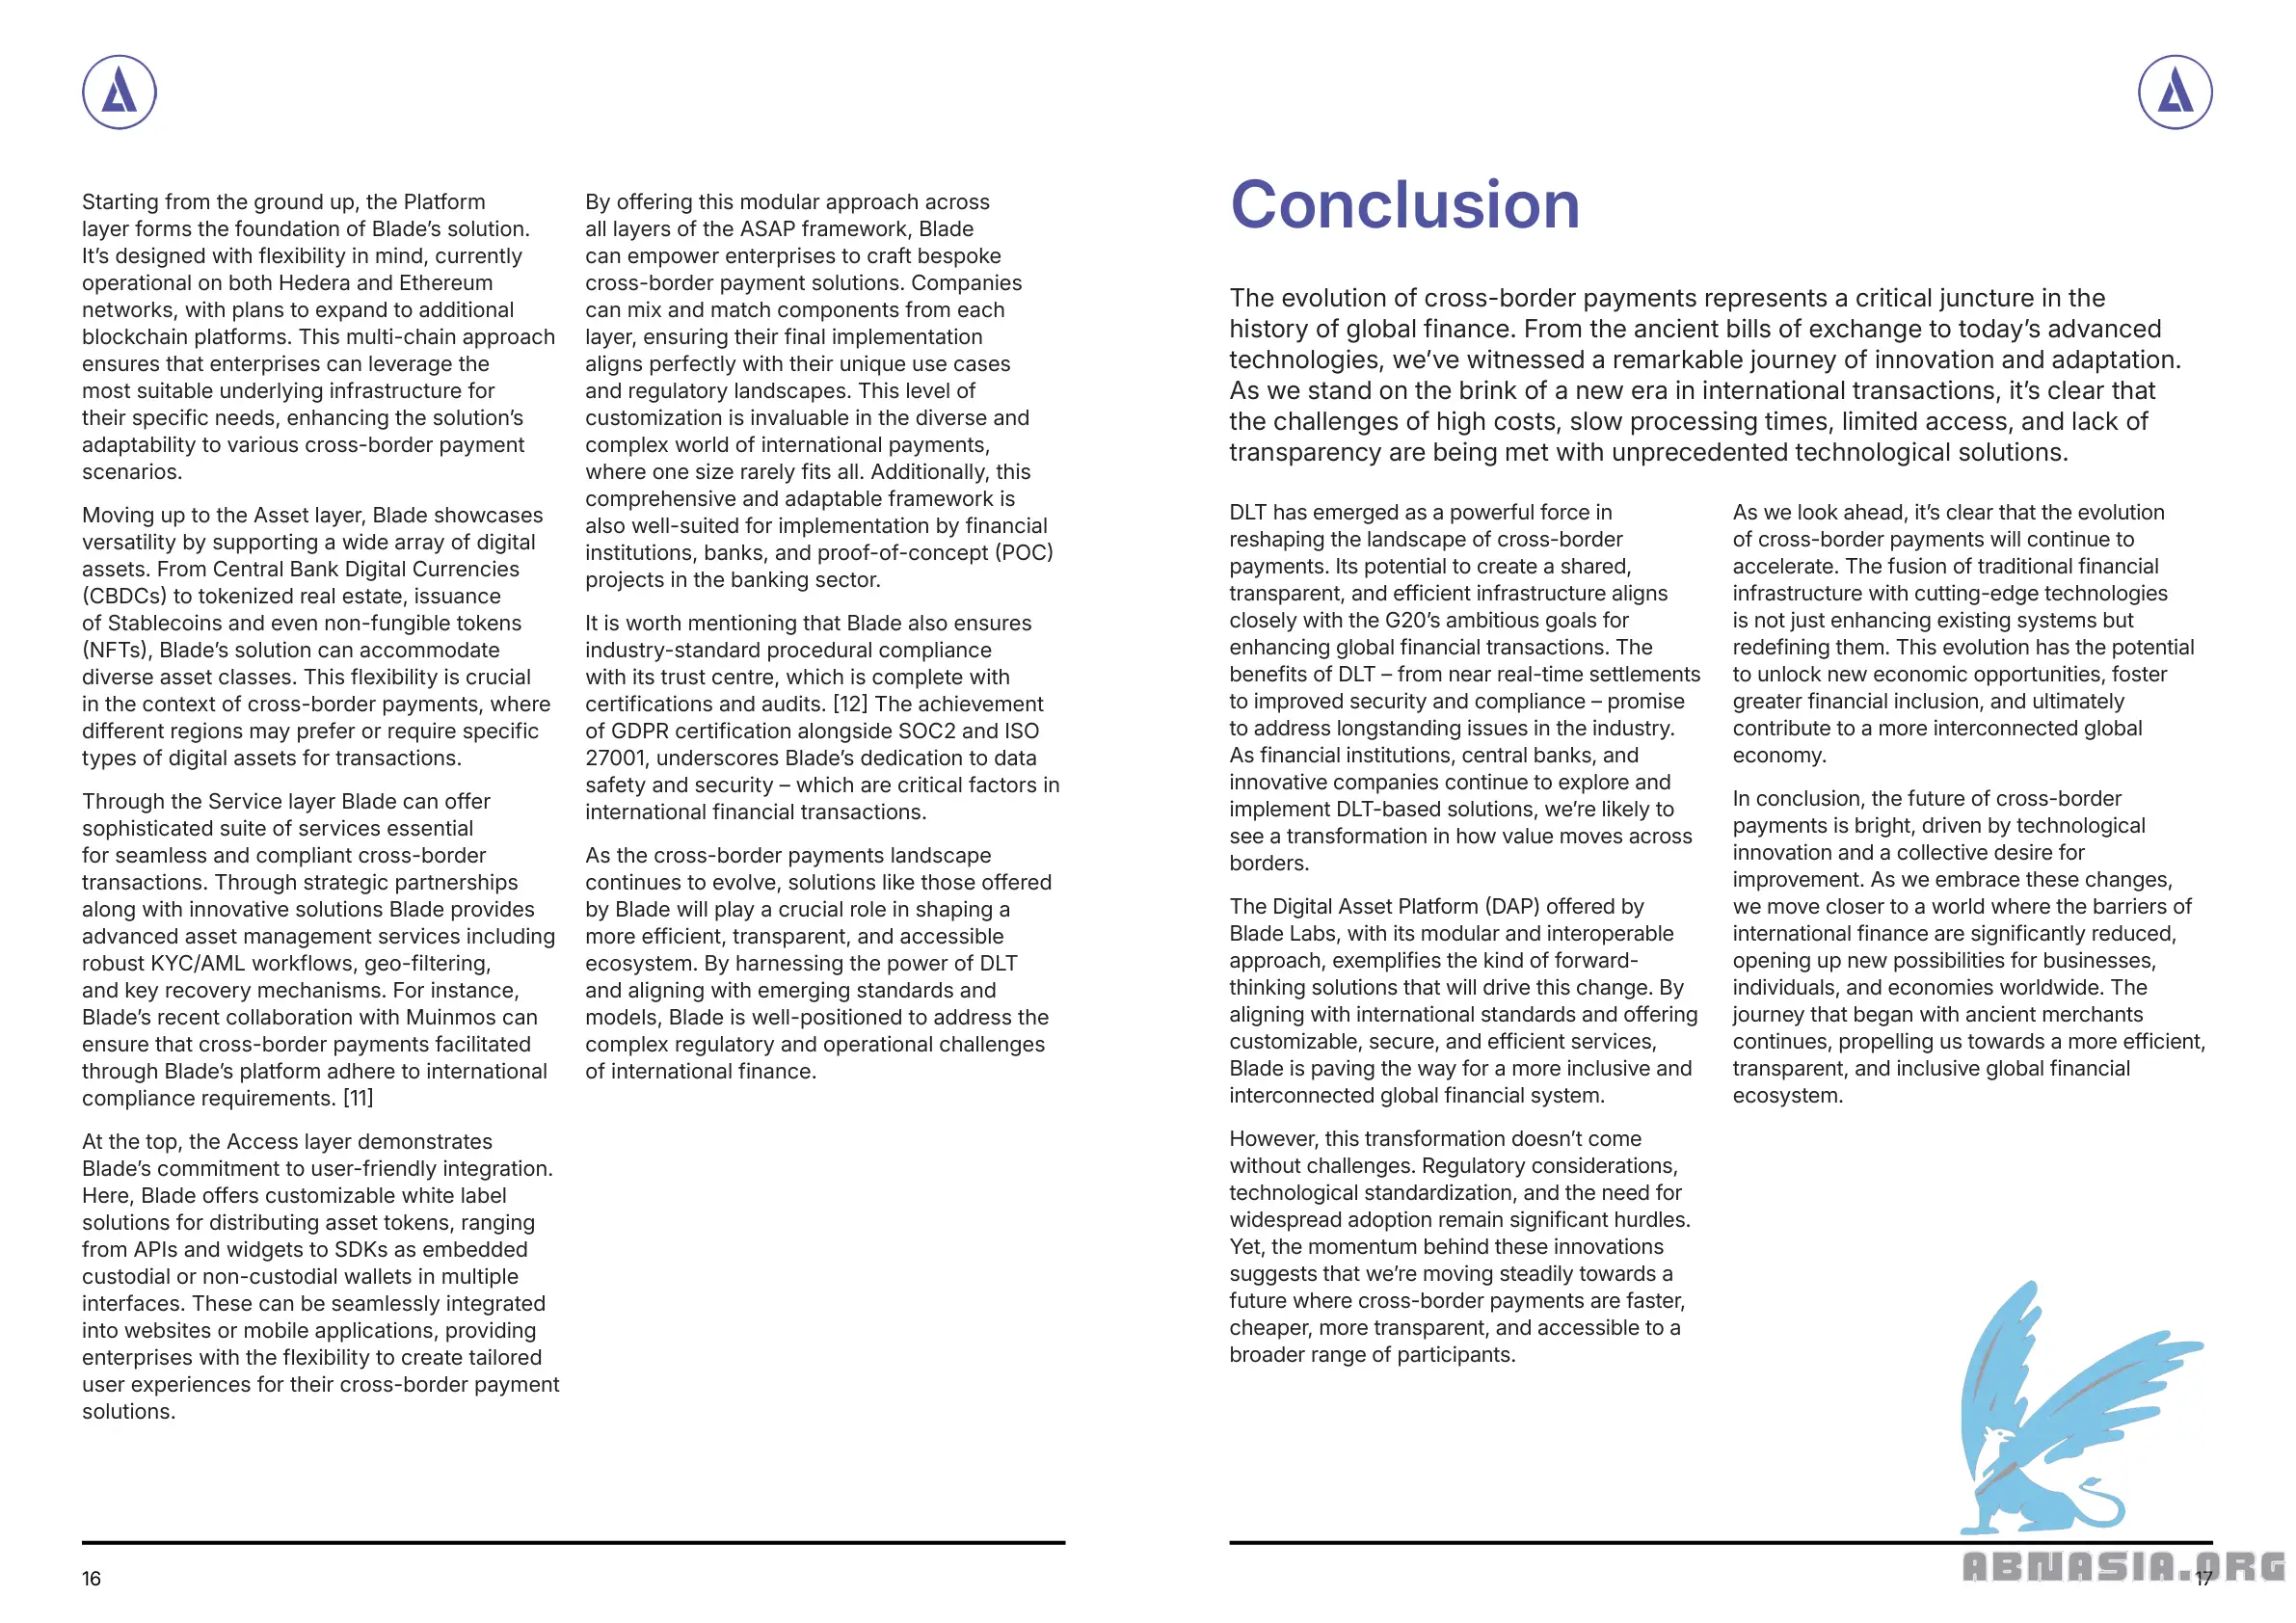 Starting from the ground up, the Platform
layer forms the foundation of Blade’s solution.
It’s designed with flexibility in mind, currently
operational on both Hedera and Ethereum
networks, with plans to expand to additional
blockchain platforms. This multi-chain approach
ensures that enterprises can leverage the
most suitable underlying infrastructure for
their specific needs, enhancing the solution’s
adaptability to various cross-border payment
scenarios.
Moving up to the Asset layer, Blade showcases
versatility by supporting a wide array of digital
assets. From Central Bank Digital Currencies
(CBDCs) to tokenized real estate, issuance
of Stablecoins and even non-fungible tokens
(NFTs), Blade’s solution can accommodate
diverse asset classes. This flexibility is crucial
in the context of cross-border payments, where
different regions may prefer or require specific
types of digital assets for transactions.
Through the Service layer Blade can offer
sophisticated suite of services essential
for seamless and compliant cross-border
transactions. Through strategic partnerships
along with innovative solutions Blade provides
advanced asset management services including
robust KYC/AML workflows, geo-filtering,
and key recovery mechanisms. For instance,
Blade’s recent collaboration with Muinmos can
ensure that cross-border payments facilitated
through Blade’s platform adhere to international
compliance requirements. [11]
At the top, the Access layer demonstrates
Blade’s commitment to user-friendly integration.
Here, Blade offers customizable white label
solutions for distributing asset tokens, ranging
from APIs and widgets to SDKs as embedded
custodial or non-custodial wallets in multiple
interfaces. These can be seamlessly integrated
into websites or mobile applications, providing
enterprises with the flexibility to create tailored
user experiences for their cross-border payment
solutions.
By offering this modular approach across
all layers of the ASAP framework, Blade
can empower enterprises to craft bespoke
cross-border payment solutions. Companies
can mix and match components from each
layer, ensuring their final implementation
aligns perfectly with their unique use cases
and regulatory landscapes. This level of
customization is invaluable in the diverse and
complex world of international payments,
where one size rarely fits all. Additionally, this
comprehensive and adaptable framework is
also well-suited for implementation by financial
institutions, banks, and proof-of-concept (POC)
projects in the banking sector.
It is worth mentioning that Blade also ensures
industry-standard procedural compliance
with its trust centre, which is complete with
certifications and audits. [12] The achievement
of GDPR certification alongside SOC2 and ISO
27001, underscores Blade’s dedication to data
safety and security – which are critical factors in
international financial transactions.
As the cross-border payments landscape
continues to evolve, solutions like those offered
by Blade will play a crucial role in shaping a
more efficient, transparent, and accessible
ecosystem. By harnessing the power of DLT
and aligning with emerging standards and
models, Blade is well-positioned to address the
complex regulatory and operational challenges
of international finance.
16
Conclusion
The evolution of cross-border payments represents a critical juncture in the
history of global finance. From the ancient bills of exchange to today’s advanced
technologies, we’ve witnessed a remarkable journey of innovation and adaptation.
As we stand on the brink of a new era in international transactions, it’s clear that
the challenges of high costs, slow processing times, limited access, and lack of
transparency are being met with unprecedented technological solutions.
DLT has emerged as a powerful force in
reshaping the landscape of cross-border
payments. Its potential to create a shared,
transparent, and efficient infrastructure aligns
closely with the G20’s ambitious goals for
enhancing global financial transactions. The
benefits of DLT – from near real-time settlements
to improved security and compliance – promise
to address longstanding issues in the industry.
As financial institutions, central banks, and
innovative companies continue to explore and
implement DLT-based solutions, we’re likely to
see a transformation in how value moves across
borders.
The Digital Asset Platform (DAP) offered by
Blade Labs, with its modular and interoperable
approach, exemplifies the kind of forward-
thinking solutions that will drive this change. By
aligning with international standards and offering
customizable, secure, and efficient services,
Blade is paving the way for a more inclusive and
interconnected global financial system.
However, this transformation doesn’t come
without challenges. Regulatory considerations,
technological standardization, and the need for
widespread adoption remain significant hurdles.
Yet, the momentum behind these innovations
suggests that we’re moving steadily towards a
future where cross-border payments are faster,
cheaper, more transparent, and accessible to a
broader range of participants.
As we look ahead, it’s clear that the evolution
of cross-border payments will continue to
accelerate. The fusion of traditional financial
infrastructure with cutting-edge technologies
is not just enhancing existing systems but
redefining them. This evolution has the potential
to unlock new economic opportunities, foster
greater financial inclusion, and ultimately
contribute to a more interconnected global
economy.
In conclusion, the future of cross-border
payments is bright, driven by technological
innovation and a collective desire for
improvement. As we embrace these changes,
we move closer to a world where the barriers of
international finance are significantly reduced,
opening up new possibilities for businesses,
individuals, and economies worldwide. The
journey that began with ancient merchants
continues, propelling us towards a more efficient,
transparent, and inclusive global financial
ecosystem.
ABNASIA.ORG
17